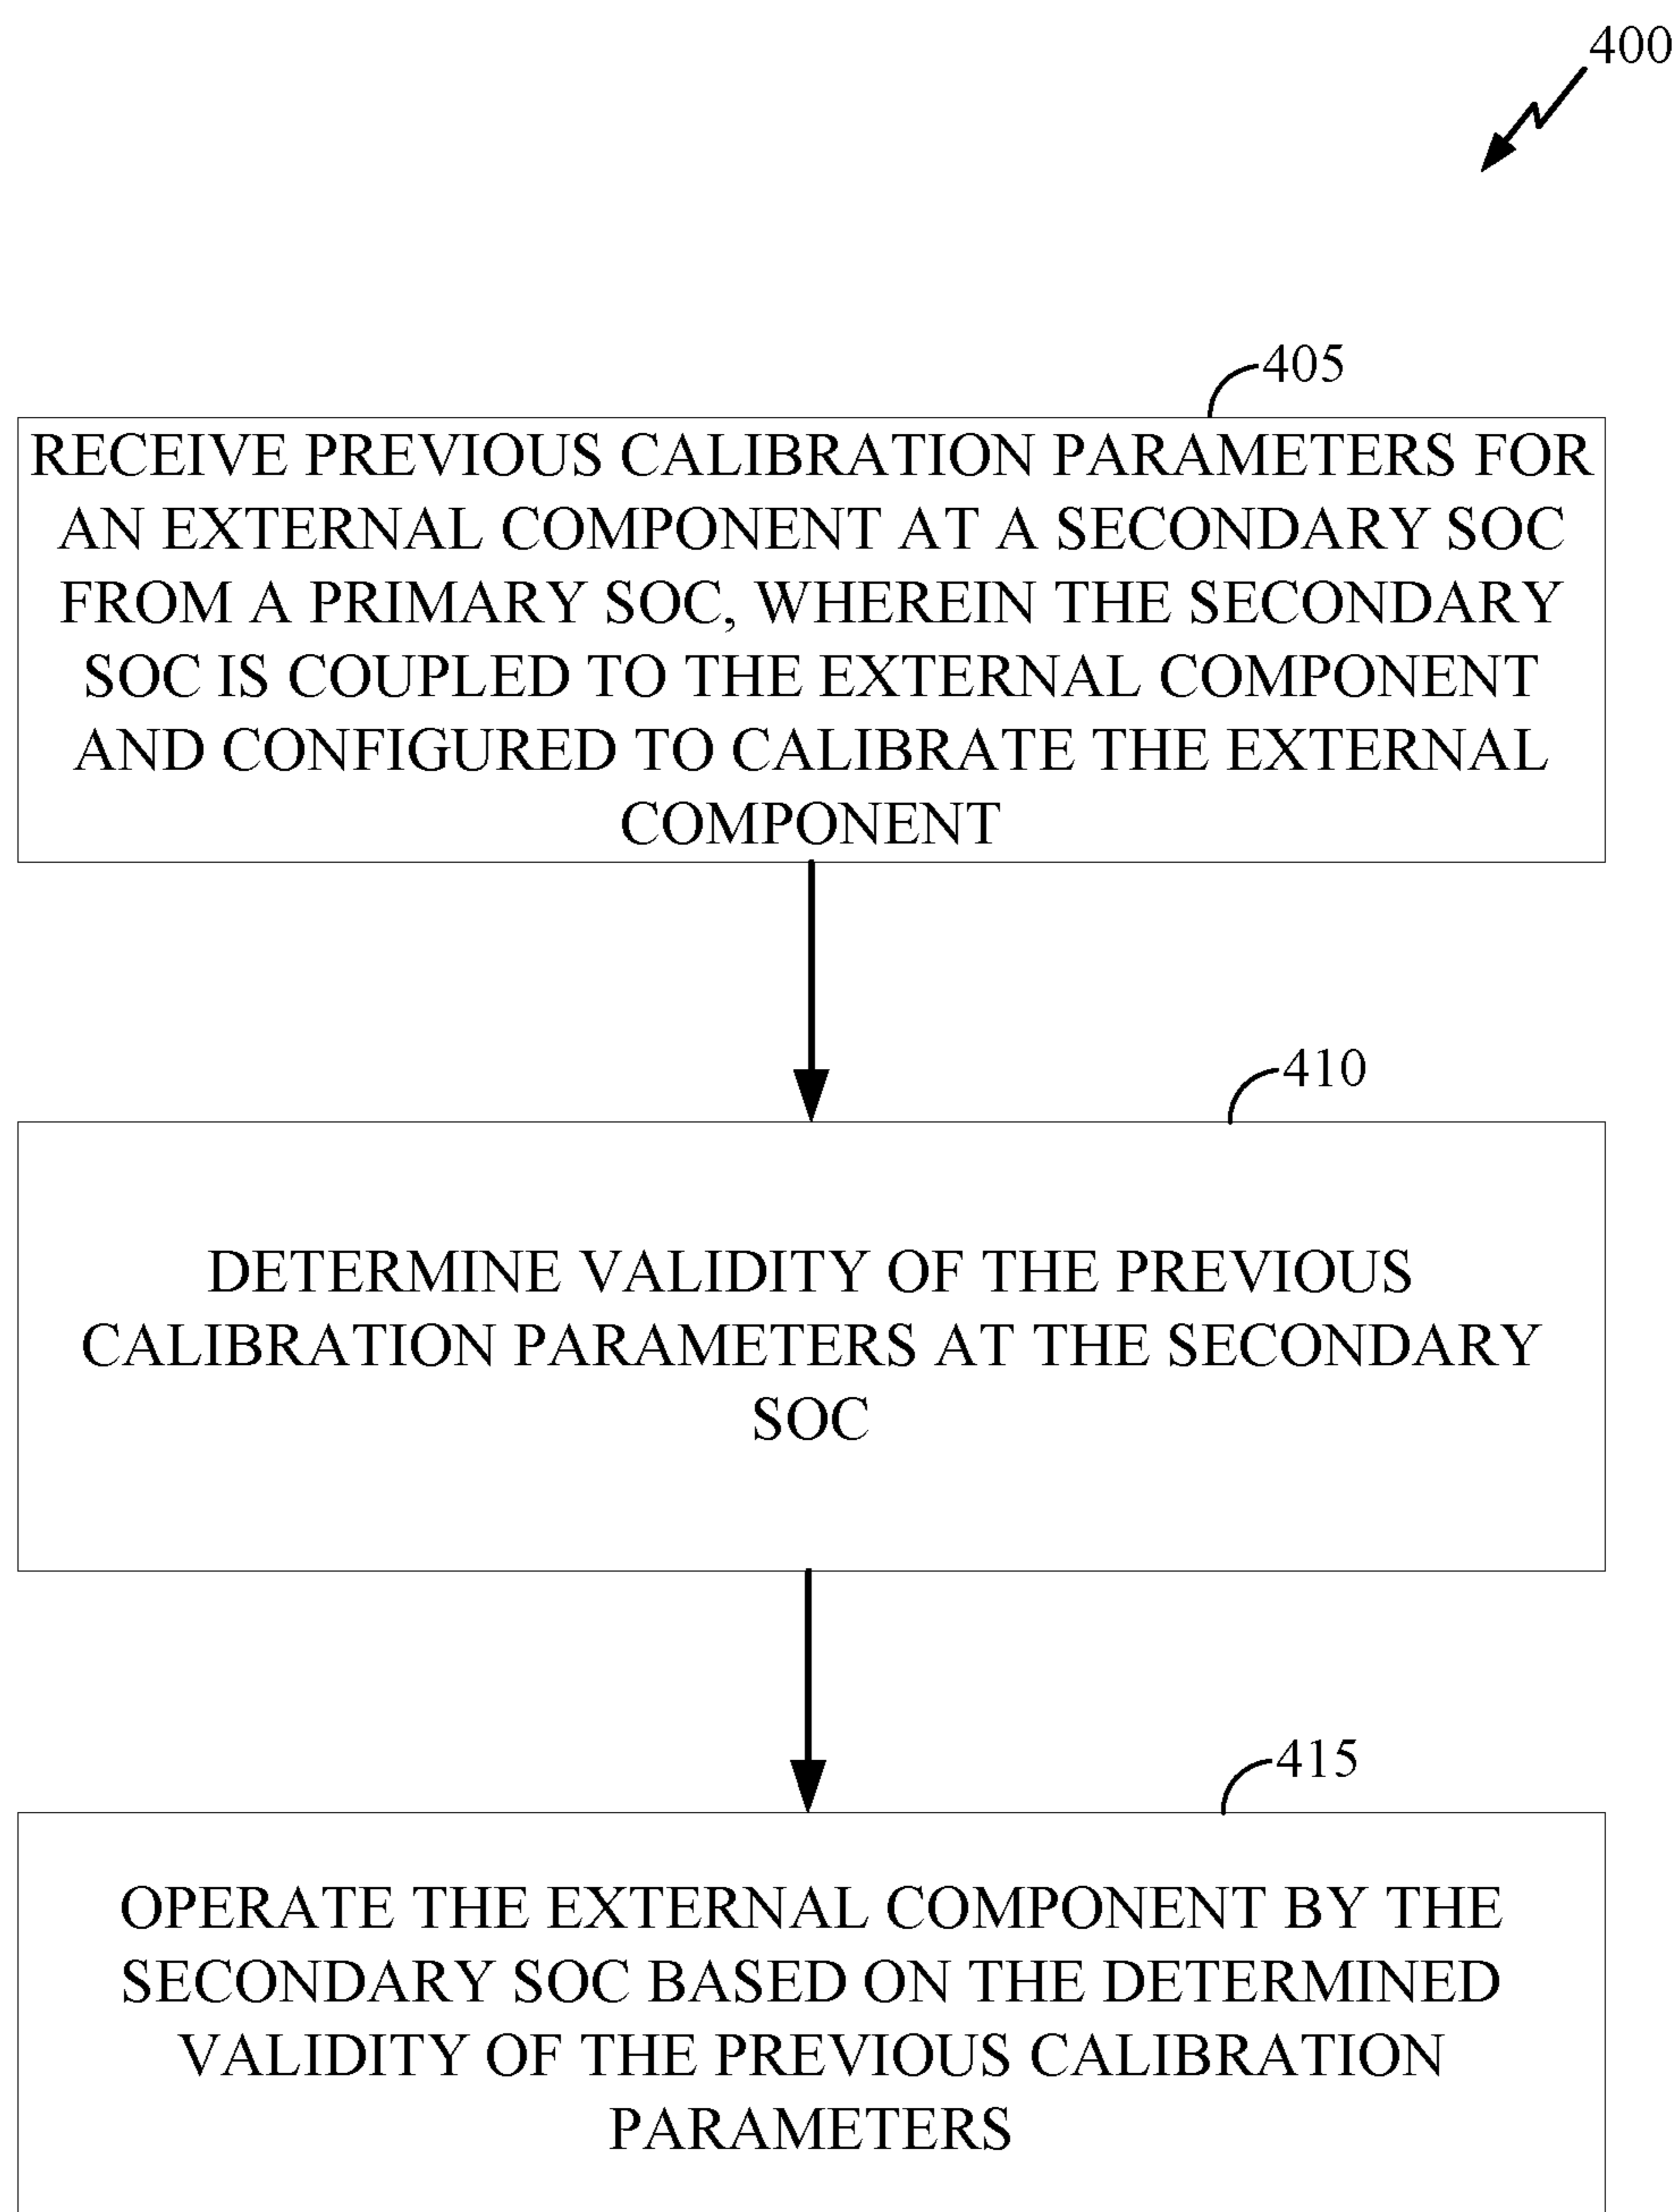 400
405
RECEIVE PREVIOUS CALIBRATION PARAMETERS FOR
AN EXTERNAL COMPONENT AT A SECONDARY SOC
FROM A PRIMARY SOC, WHEREIN THE SECONDARY
SOC IS COUPLED TO THE EXTERNAL COMPONENT
AND CONFIGURED TO CALIBRATE THE EXTERNAL
COMPONENT
410
DETERMINE VALIDITY OF THE PREVIOUS
CALIBRATION PARAMETERS AT THE SECONDARY
SOC
415
OPERATE THE EXTERNAL COMPONENT BY THE
SECONDARY SOC BASED ON THE DETERMINED
VALIDITY OF THE PREVIOUS CALIBRATION
PARAMETERS